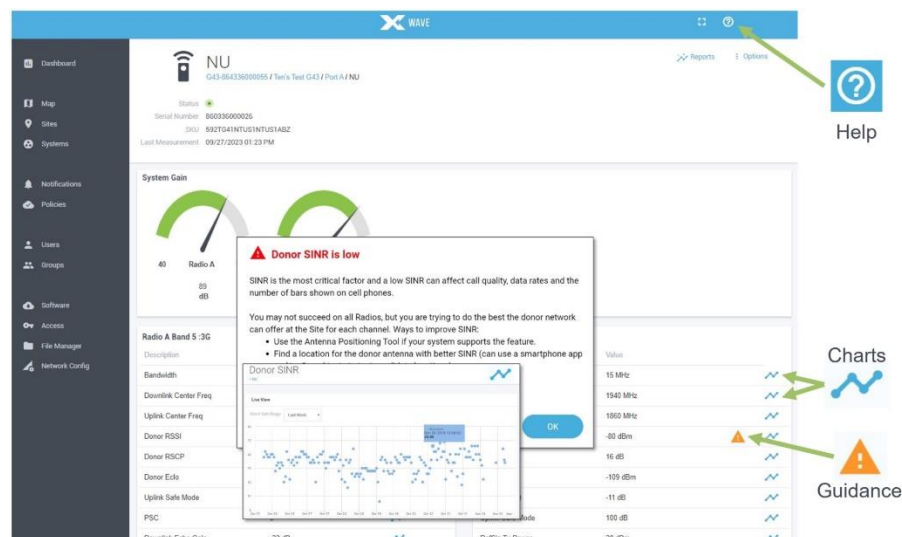 WAVE
Dashboard
Map
Sites
Systems
Notifications
Policies
Users
Groups
Software
Access
File Manager
Network Config
NU
G43-864336000055 / Ten's Test G43 / Port A / NU
Reports
Options
Status
Serial Number 860336000026
SKU 592TG41NTUS1NTUS1ABZ
Last Measurement 09/27/2023 01:23 PM
System Gain
40 Radio A
89
dB
Donor SINR is low
SINR is the most critical factor and a low SINR can affect call quality, data rates and the
number of bars shown on cell phones.
You may not succeed on all Radios, but you are trying to do the best the donor network
can offer at the Site for each channel. Ways to improve SINR:
• Use the Antenna Positioning Tool if your system supports the feature.
• Find a location for the donor antenna with better SINR (can use a smartphone app
OK
Donor SINR
Live View
Last Week
Radio A Band 5 :3G
Description
Bandwidth
Downlink Center Freq
Uplink Center Freq
Donor RSSI
Donor RSCP
Donor EcIo
Uplink Safe Mode
PSC
Value
15 MHz
1940 MHz
1860 MHz
-80 dBm
16 dB
-109 dBm
-11 dB
100 dB
Help
Charts
Guidance